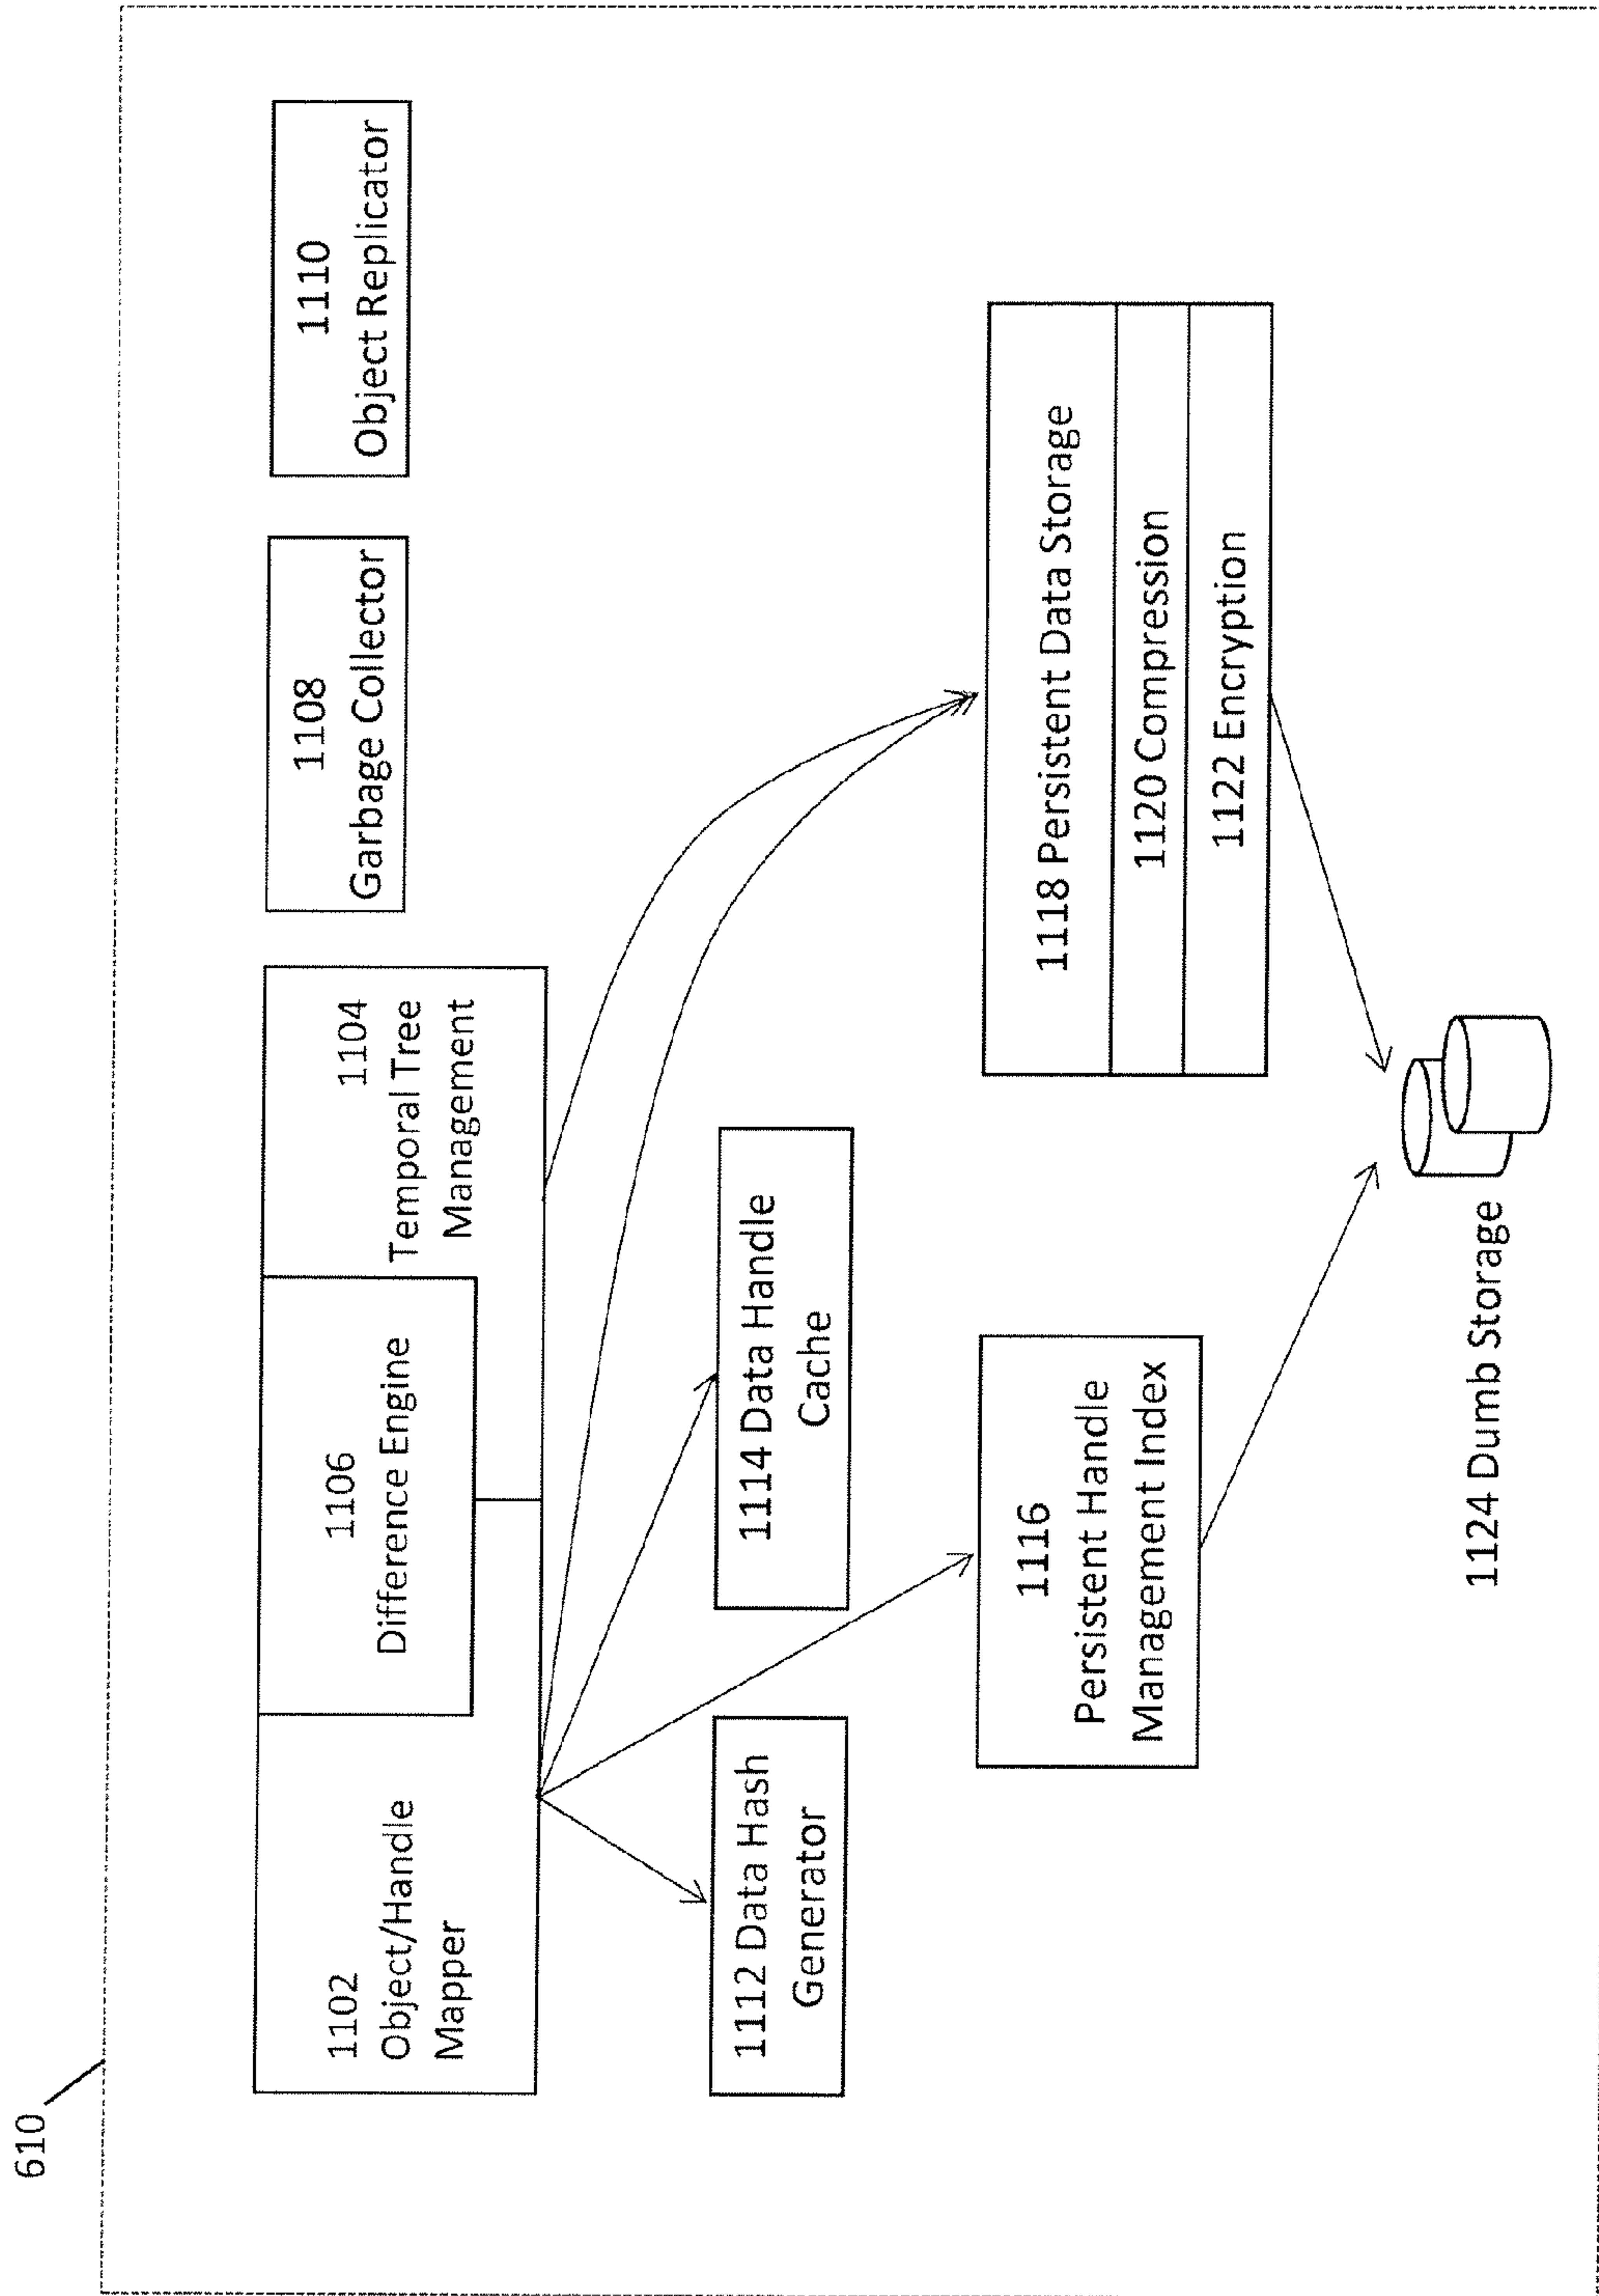 610
1102
Object/Handle
Mapper
1106
Difference Engine
1104
Temporal Tree
Management
1108
Garbage Collector
1110
Object Replicator
1112 Data Hash
Generator
1114 Data Handle
Cache
1116
Persistent Handle
Management Index
1118 Persistent Data Storage
1120 Compression
1122 Encryption
1124 Dumb Storage